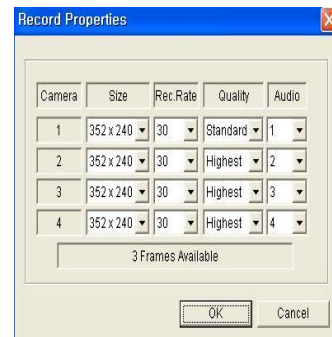 Record Properties
Camera Size Rec.Rate Quality Audio
1 352 x 240 30 Standard 1
2 352 x 240 30 Highest 2
3 352 x 240 30 Highest 3
4 352 x 240 30 Highest 4
3 Frames Available
OK Cancel